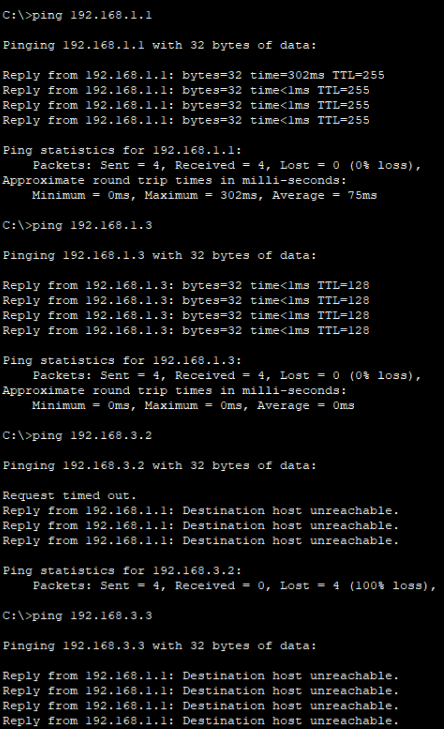 C:\>ping 192.168.1.1
Pinging 192.168.1.1 with 32 bytes of data:
Reply from 192.168.1.1: bytes=32 time=302ms TTL=255
Reply from 192.168.1.1: bytes=32 time<1ms TTL=255
Reply from 192.168.1.1: bytes=32 time<1ms TTL=255
Reply from 192.168.1.1: bytes=32 time<1ms TTL=255
Ping statistics for 192.168.1.1:
    Packets: Sent = 4, Received = 4, Lost = 0 (0% loss),
Approximate round trip times in milli-seconds:
    Minimum = 0ms, Maximum = 302ms, Average = 75ms
C:\>ping 192.168.1.3
Pinging 192.168.1.3 with 32 bytes of data:
Reply from 192.168.1.3: bytes=32 time<1ms TTL=128
Reply from 192.168.1.3: bytes=32 time<1ms TTL=128
Reply from 192.168.1.3: bytes=32 time<1ms TTL=128
Reply from 192.168.1.3: bytes=32 time<1ms TTL=128
Ping statistics for 192.168.1.3:
    Packets: Sent = 4, Received = 4, Lost = 0 (0% loss),
Approximate round trip times in milli-seconds:
    Minimum = 0ms, Maximum = 0ms, Average = 0ms
C:\>ping 192.168.3.2
Pinging 192.168.3.2 with 32 bytes of data:
Request timed out.
Reply from 192.168.1.1: Destination host unreachable.
Reply from 192.168.1.1: Destination host unreachable.
Reply from 192.168.1.1: Destination host unreachable.
Ping statistics for 192.168.3.2:
    Packets: Sent = 4, Received = 0, Lost = 4 (100% loss),
C:\>ping 192.168.3.3
Pinging 192.168.3.3 with 32 bytes of data:
Reply from 192.168.1.1: Destination host unreachable.
Reply from 192.168.1.1: Destination host unreachable.
Reply from 192.168.1.1: Destination host unreachable.
Reply from 192.168.1.1: Destination host unreachable.